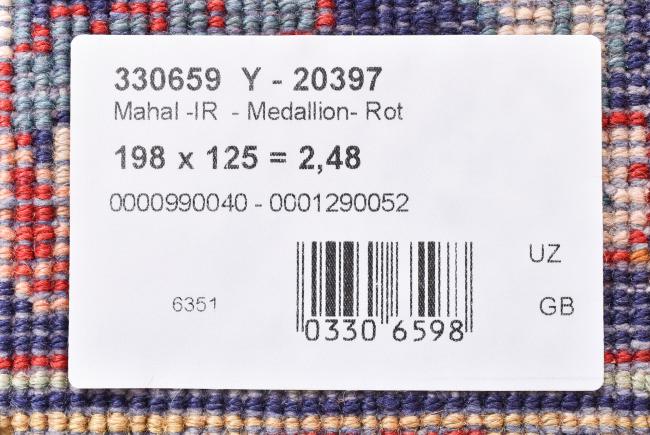 330659 Y - 20397
Mahal -IR - Medallion- Rot
198 x 125 = 2,48
0000990040 - 0001290052
UZ
6351
GB
0330 6598